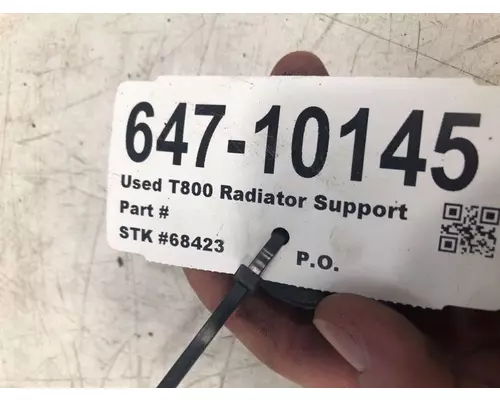 647-10145
Used T800 Radiator Support
Part #
STK #68423
P.O.